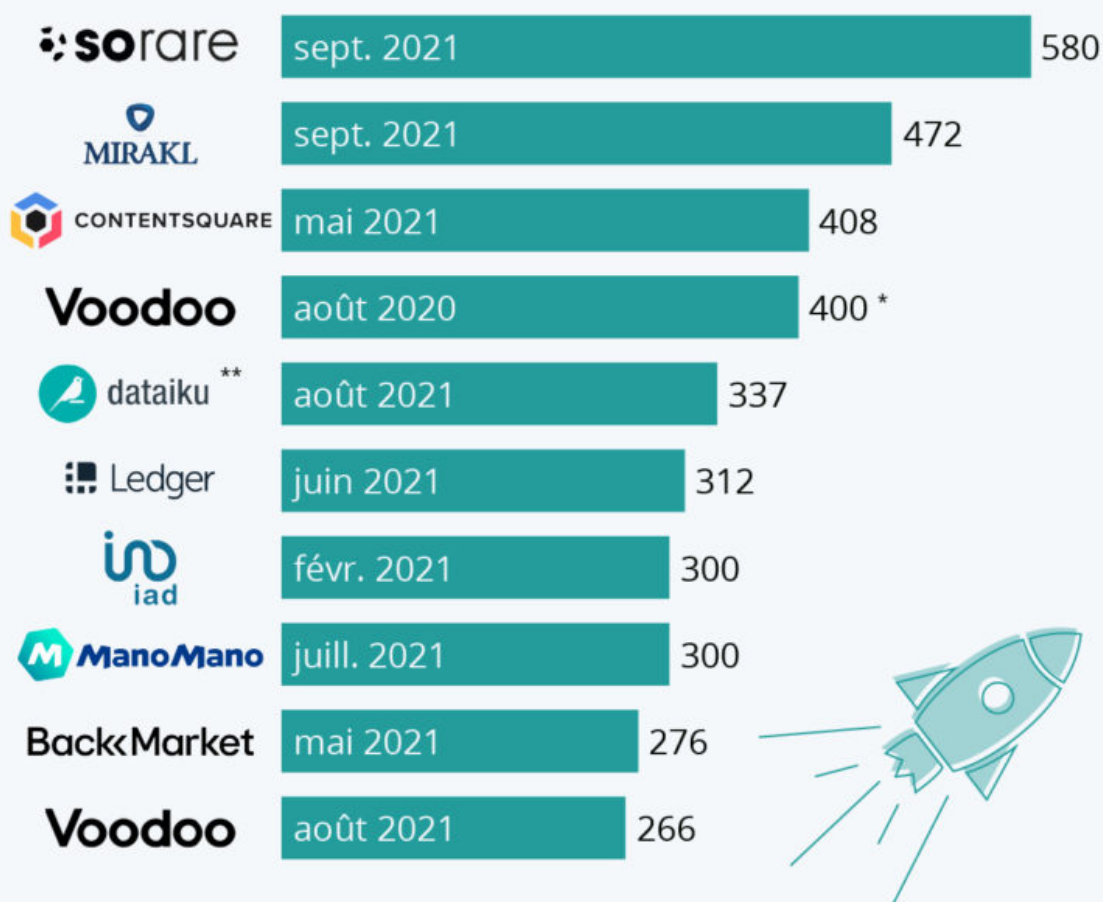 sorare sept. 2021 580
MIRAKL sept. 2021 472
CONTENTSQUARE mai 2021 408
Voodoo août 2020 400 *
dataiku ** août 2021 337
Ledger juin 2021 312
iad févr. 2021 300
M ManoMano juill. 2021 300
Back Market mai 2021 276
Voodoo août 2021 266